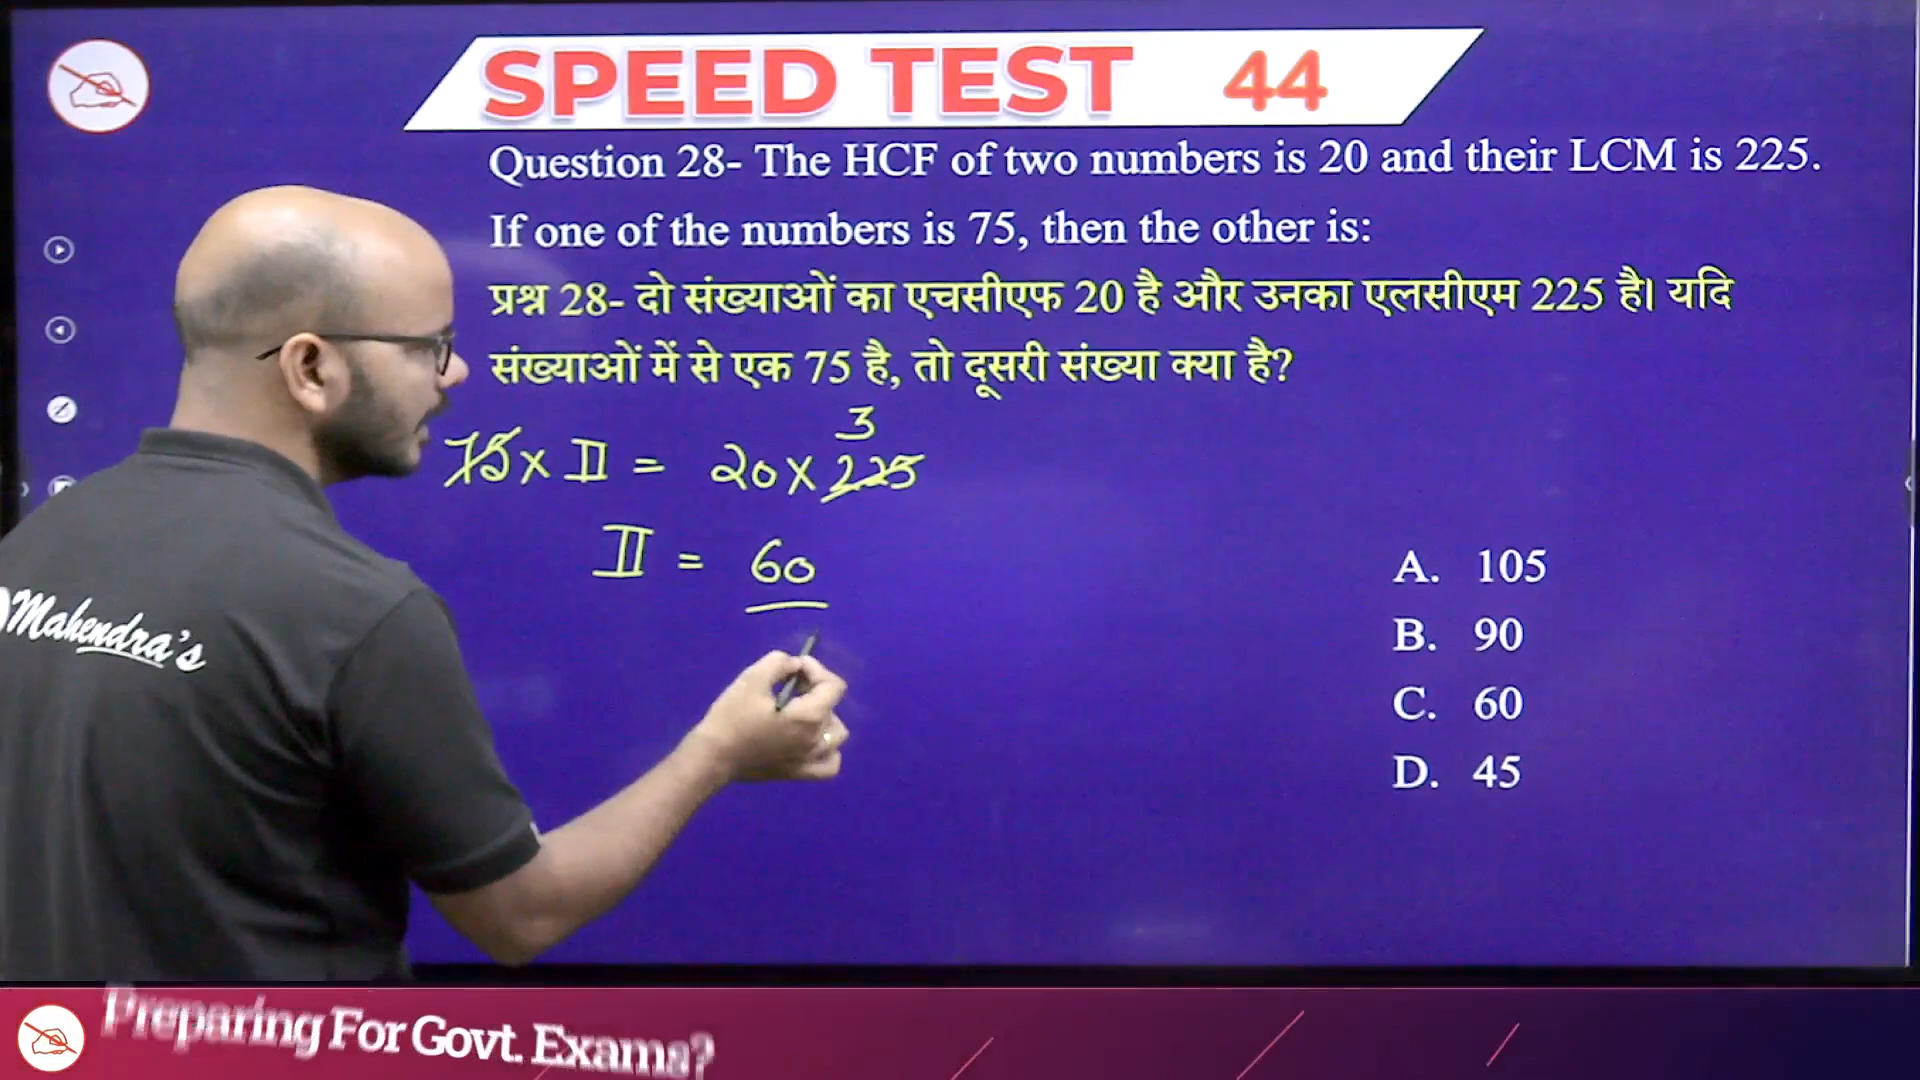 SPEED TEST 44
Question 28- The HCF of two numbers is 20 and their LCM is 225.
If one of the numbers is 75, then the other is:
प्रश्न 28- दो संख्याओं का एचसीएफ 20 है और उनका एलसीएम 225 है। यदि
संख्याओं में से एक 75 है, तो दूसरी संख्या क्या है?
3
75 x II = 20 x 225
II = 60
A. 105
B. 90
C. 60
D. 45
Mahendra's
Preparing For Govt. Exams?